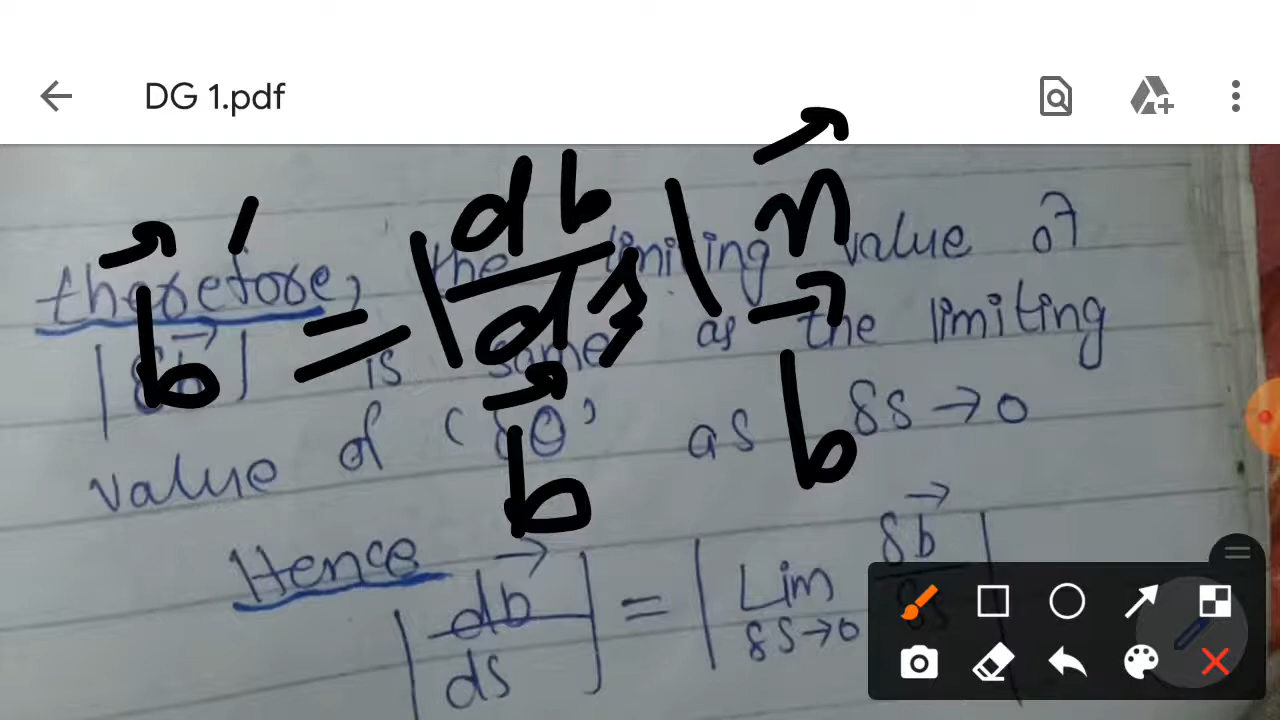 DG 1.pdf
therefore, the limiting value of
|δb⃗| is same as the limiting
value of 'δθ' as δs→0
Hence
|db⃗/ds| = |Lim δs→0 δb⃗/δs|
b⃗' = |db/ds| n⃗
b⃗ b⃗